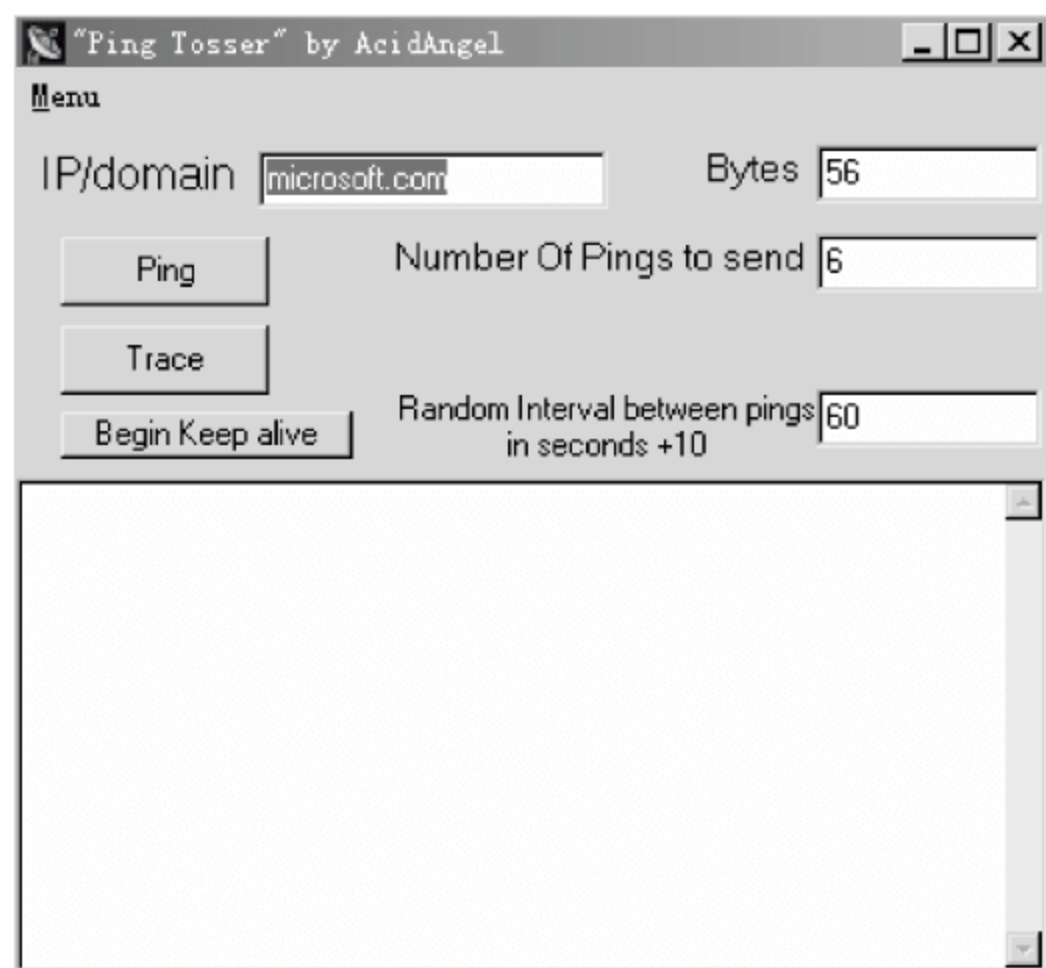 "Ping Tosser" by AcidAngel
Menu
IP/domain microsoft.com Bytes 56
Ping Number Of Pings to send 6
Trace
Begin Keep alive Random Interval between pings 60
in seconds +10